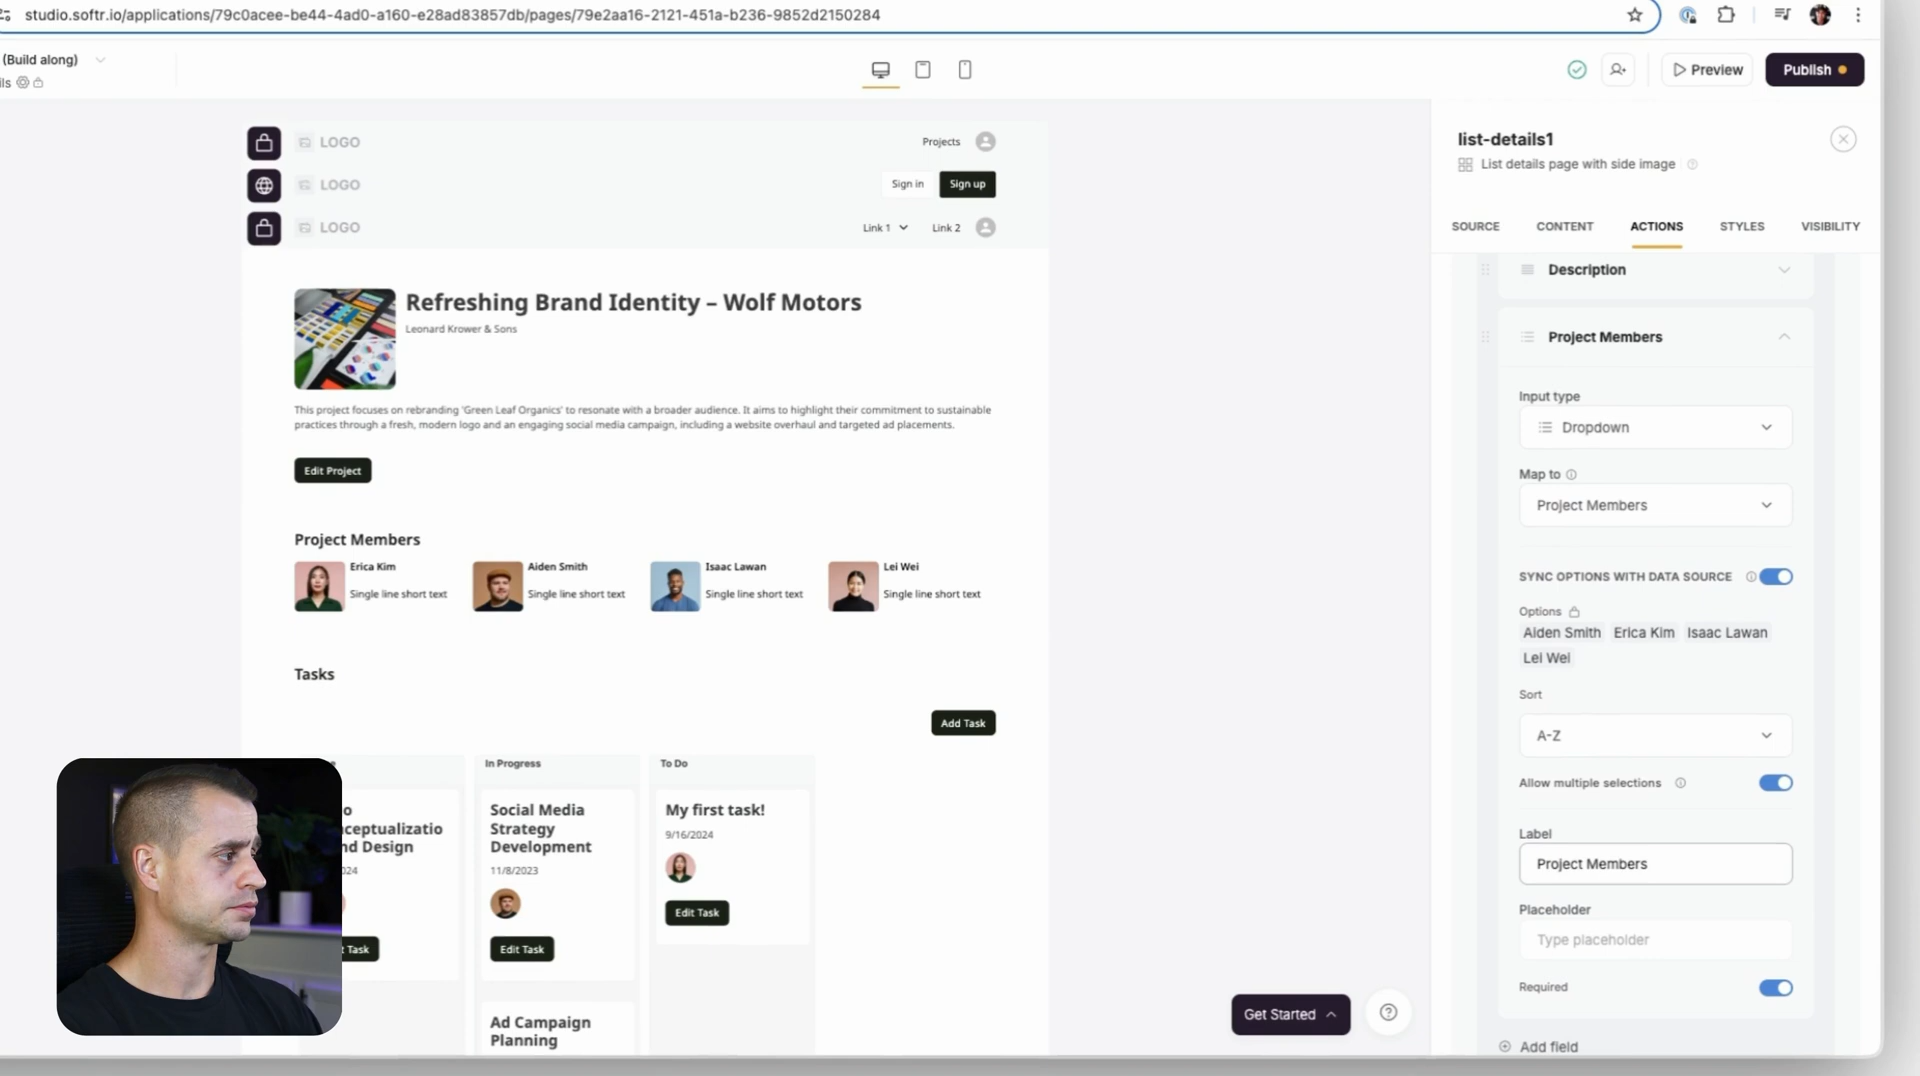 studio.softr.io/applications/79c0acee-be44-4ad0-a160-e28ad83857db/pages/79e2aa16-2121-451a-b236-9852d2150284
(Build along)
ils
Preview
Publish
LOGO
Projects
LOGO
Sign in
Sign up
LOGO
Link 1
Link 2
Refreshing Brand Identity – Wolf Motors
Leonard Krower & Sons
This project focuses on rebranding 'Green Leaf Organics' to resonate with a broader audience. It aims to highlight their commitment to sustainable
practices through a fresh, modern logo and an engaging social media campaign, including a website overhaul and targeted ad placements.
Edit Project
Project Members
Erica Kim
Single line short text
Aiden Smith
Single line short text
Isaac Lawan
Single line short text
Lei Wei
Single line short text
Tasks
Add Task
o
ceptualizatio
nd Design
024
t Task
In Progress
Social Media
Strategy
Development
11/8/2023
Edit Task
Ad Campaign
Planning
To Do
My first task!
9/16/2024
Edit Task
Get Started
list-details1
List details page with side image
SOURCE
CONTENT
ACTIONS
STYLES
VISIBILITY
Description
Project Members
Input type
Dropdown
Map to
Project Members
SYNC OPTIONS WITH DATA SOURCE
Options
Aiden Smith Erica Kim Isaac Lawan
Lei Wei
Sort
A-Z
Allow multiple selections
Label
Project Members
Placeholder
Type placeholder
Required
Add field